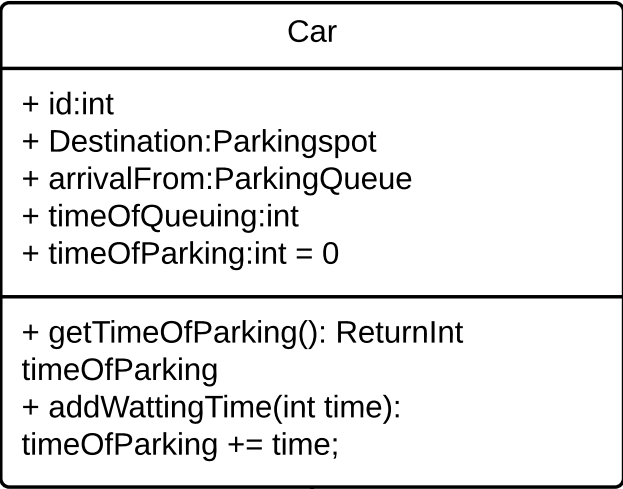 Car
+ id:int
+ Destination:Parkingspot
+ arrivalFrom:ParkingQueue
+ timeOfQueuing:int
+ timeOfParking:int = 0
+ getTimeOfParking(): ReturnInt
timeOfParking
+ addWattingTime(int time):
timeOfParking += time;